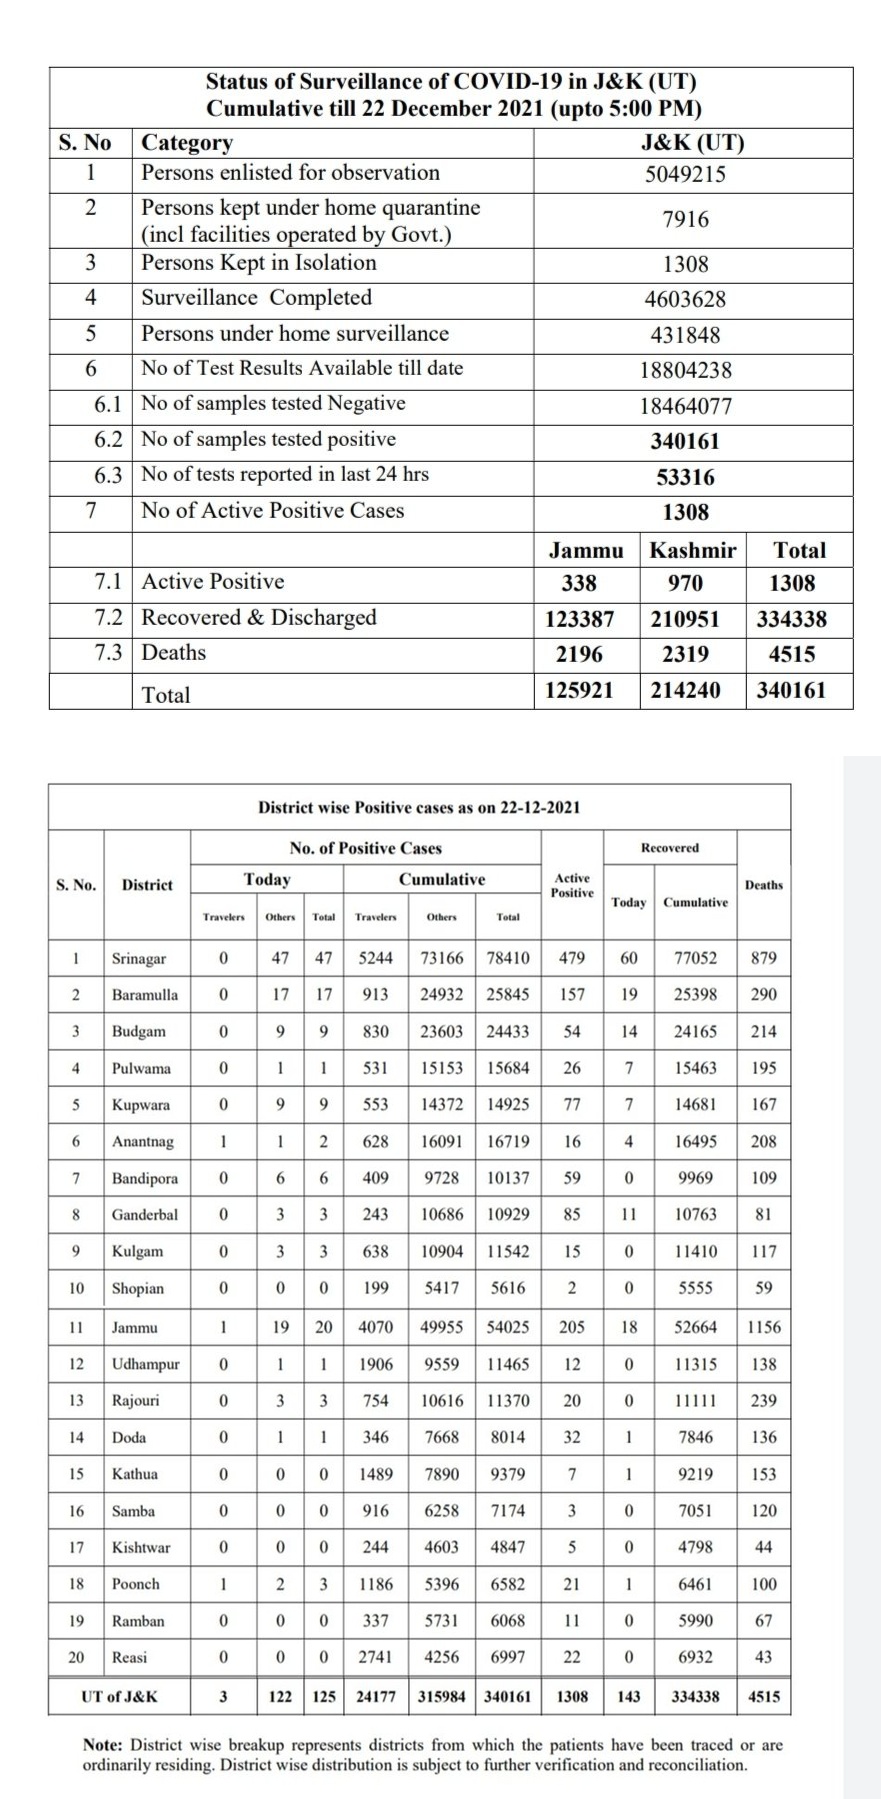 Status of Surveillance of COVID-19 in J&K (UT)
Cumulative till 22 December 2021 (upto 5:00 PM)
S. No Category J&K (UT)
1 Persons enlisted for observation 5049215
2 Persons kept under home quarantine
(incl facilities operated by Govt.) 7916
3 Persons Kept in Isolation 1308
4 Surveillance Completed 4603628
5 Persons under home surveillance 431848
6 No of Test Results Available till date 18804238
6.1 No of samples tested Negative 18464077
6.2 No of samples tested positive 340161
6.3 No of tests reported in last 24 hrs 53316
7 No of Active Positive Cases 1308
Jammu Kashmir Total
7.1 Active Positive 338 970 1308
7.2 Recovered & Discharged 123387 210951 334338
7.3 Deaths 2196 2319 4515
Total 125921 214240 340161
District wise Positive cases as on 22-12-2021
No. of Positive Cases Recovered
S. No. District Today Cumulative Active Positive Deaths
Today Cumulative
Travelers Others Total Travelers Others Total
1 Srinagar 0 47 47 5244 73166 78410 479 60 77052 879
2 Baramulla 0 17 17 913 24932 25845 157 19 25398 290
3 Budgam 0 9 9 830 23603 24433 54 14 24165 214
4 Pulwama 0 1 1 531 15153 15684 26 7 15463 195
5 Kupwara 0 9 9 553 14372 14925 77 7 14681 167
6 Anantnag 1 1 2 628 16091 16719 16 4 16495 208
7 Bandipora 0 6 6 409 9728 10137 59 0 9969 109
8 Ganderbal 0 3 3 243 10686 10929 85 11 10763 81
9 Kulgam 0 3 3 638 10904 11542 15 0 11410 117
10 Shopian 0 0 0 199 5417 5616 2 0 5555 59
11 Jammu 1 19 20 4070 49955 54025 205 18 52664 1156
12 Udhampur 0 1 1 1906 9559 11465 12 0 11315 138
13 Rajouri 0 3 3 754 10616 11370 20 0 11111 239
14 Doda 0 1 1 346 7668 8014 32 1 7846 136
15 Kathua 0 0 0 1489 7890 9379 7 1 9219 153
16 Samba 0 0 0 916 6258 7174 3 0 7051 120
17 Kishtwar 0 0 0 244 4603 4847 5 0 4798 44
18 Poonch 1 2 3 1186 5396 6582 21 1 6461 100
19 Ramban 0 0 0 337 5731 6068 11 0 5990 67
20 Reasi 0 0 0 2741 4256 6997 22 0 6932 43
UT of J&K 3 122 125 24177 315984 340161 1308 143 334338 4515
Note: District wise breakup represents districts from which the patients have been traced or are
ordinarily residing. District wise distribution is subject to further verification and reconciliation.